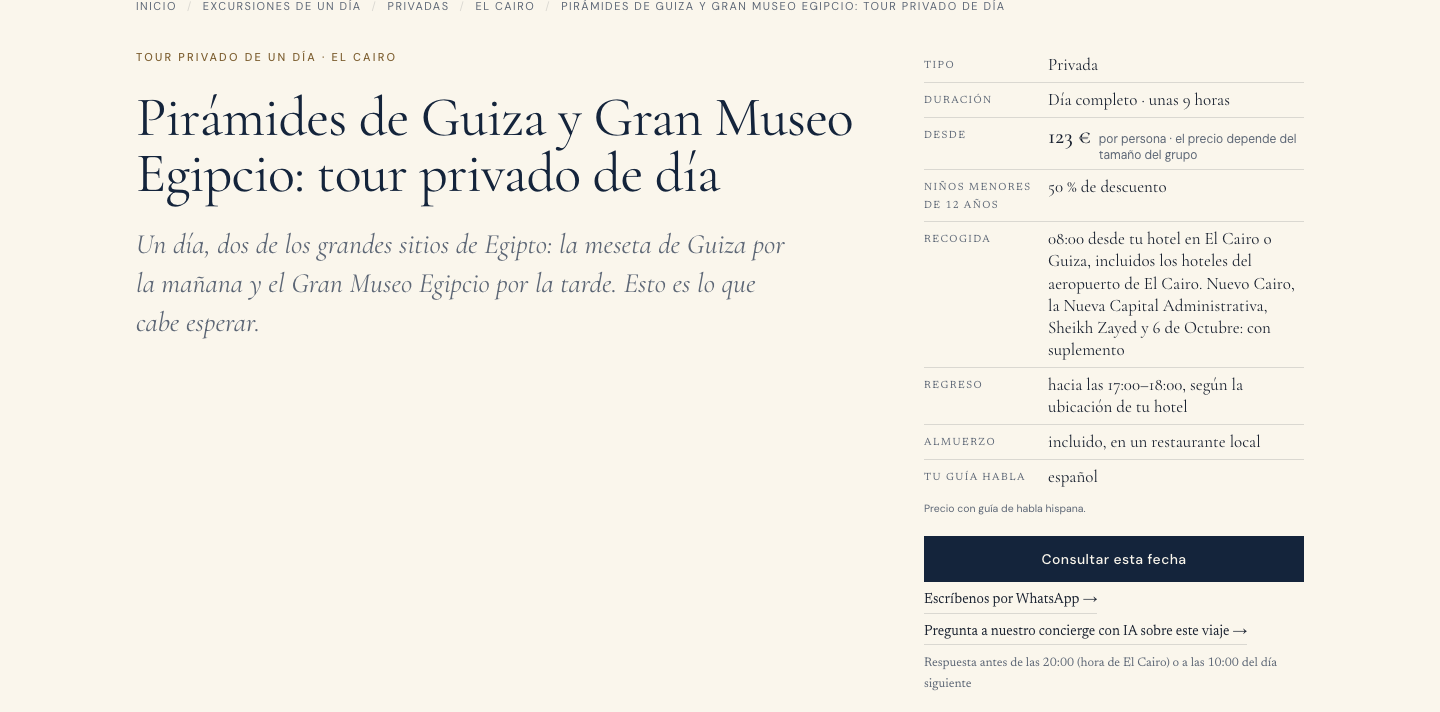 INICIO / EXCURSIONES DE UN DÍA / PRIVADAS / EL CAIRO / PIRÁMIDES DE GUIZA Y GRAN MUSEO EGIPCIO: TOUR PRIVADO DE DÍA
TOUR PRIVADO DE UN DÍA · EL CAIRO
Pirámides de Guiza y Gran Museo
Egipcio: tour privado de día
Un día, dos de los grandes sitios de Egipto: la meseta de Guiza por
la mañana y el Gran Museo Egipcio por la tarde. Esto es lo que
cabe esperar.
TIPO Privada
DURACIÓN Día completo · unas 9 horas
DESDE 123 € por persona · el precio depende del
tamaño del grupo
NIÑOS MENORES 50 % de descuento
DE 12 AÑOS
RECOGIDA 08:00 desde tu hotel en El Cairo o
Guiza, incluidos los hoteles del
aeropuerto de El Cairo. Nuevo Cairo,
la Nueva Capital Administrativa,
Sheikh Zayed y 6 de Octubre: con
suplemento
REGRESO hacia las 17:00–18:00, según la
ubicación de tu hotel
ALMUERZO incluido, en un restaurante local
TU GUÍA HABLA español
Precio con guía de habla hispana.
Consultar esta fecha
Escríbenos por WhatsApp →
Pregunta a nuestro concierge con IA sobre este viaje →
Respuesta antes de las 20:00 (hora de El Cairo) o a las 10:00 del día
siguiente